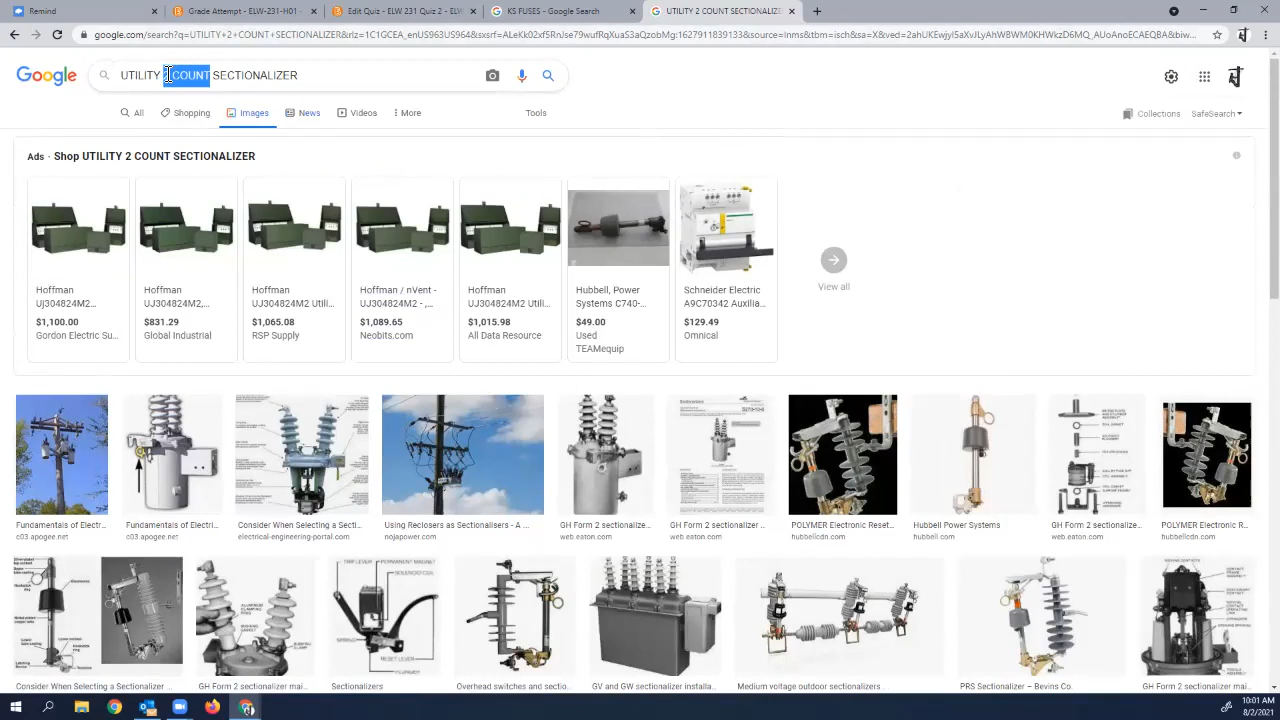 Remind
Grade Attempt - ELW-231-H01 -
Edit Quiz - ELW 231 Quiz 2 - ELW
KS FUSES - Google Search
UTILITY 2 COUNT SECTIONALIZER
Google
UTILITY 2 COUNT SECTIONALIZER
All
Shopping
Images
News
Videos
More
Tools
Collections
SafeSearch
Ads · Shop UTILITY 2 COUNT SECTIONALIZER
Hoffman
UJ304824M2...
$1,100.00
Gordon Electric Su...
Hoffman
UJ304824M2,...
$831.29
Global Industrial
Hoffman
UJ304824M2 Utili...
$1,065.08
RSP Supply
Hoffman / nVent -
UJ304824M2 - ,...
$1,089.65
Neobits.com
Hoffman
UJ304824M2 Utili...
$1,015.98
All Data Resource
Hubbell, Power
Systems C740-...
$49.00
Used
TEAMequip
Schneider Electric
A9C70342 Auxilia...
$129.49
Omnical
View all
Fundamentals of Electr...
c03.apogee.net
Fundamentals of Electri...
c03.apogee.net
Consider When Selecting a Secti...
electrical-engineering-portal.com
Using Reclosers as Sectionalisers - A ...
nojapower.com
GH Form 2 sectionalize...
web.eaton.com
GH Form 2 sectionalizer ...
web.eaton.com
POLYMER Electronic Reset...
hubbellcdn.com
Hubbell Power Systems
hubbell.com
GH Form 2 sectionalize...
web.eaton.com
POLYMER Electronic R...
hubbellcdn.com
TRIP LEVER
PERMANENT MAGNET
SOLENOID COIL
RESET LEVER
Consider When Selecting a Sectionalizer ...
GH Form 2 sectionalizer mai...
Sectionalizers
Overhead switches and sectio...
GV and GW sectionalizer installa...
Medium voltage outdoor sectionalizers ...
PRS Sectionalizer – Bevins Co.
GH Form 2 sectionalizer mai...
10:01 AM
8/2/2021